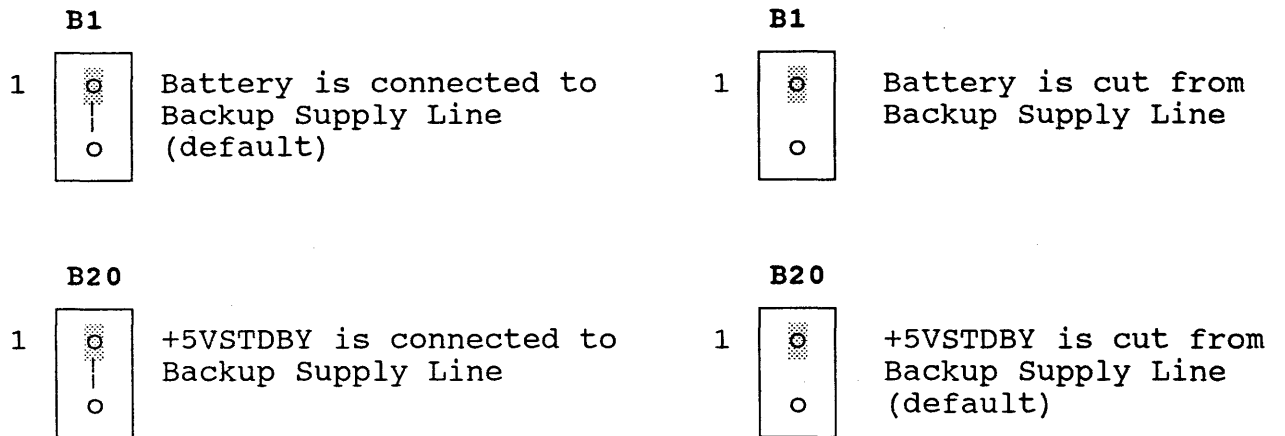 B1
1 Battery is connected to
Backup Supply Line
(default)
B1
1 Battery is cut from
Backup Supply Line
B20
1 +5VSTDBY is connected to
Backup Supply Line
B20
1 +5VSTDBY is cut from
Backup Supply Line
(default)